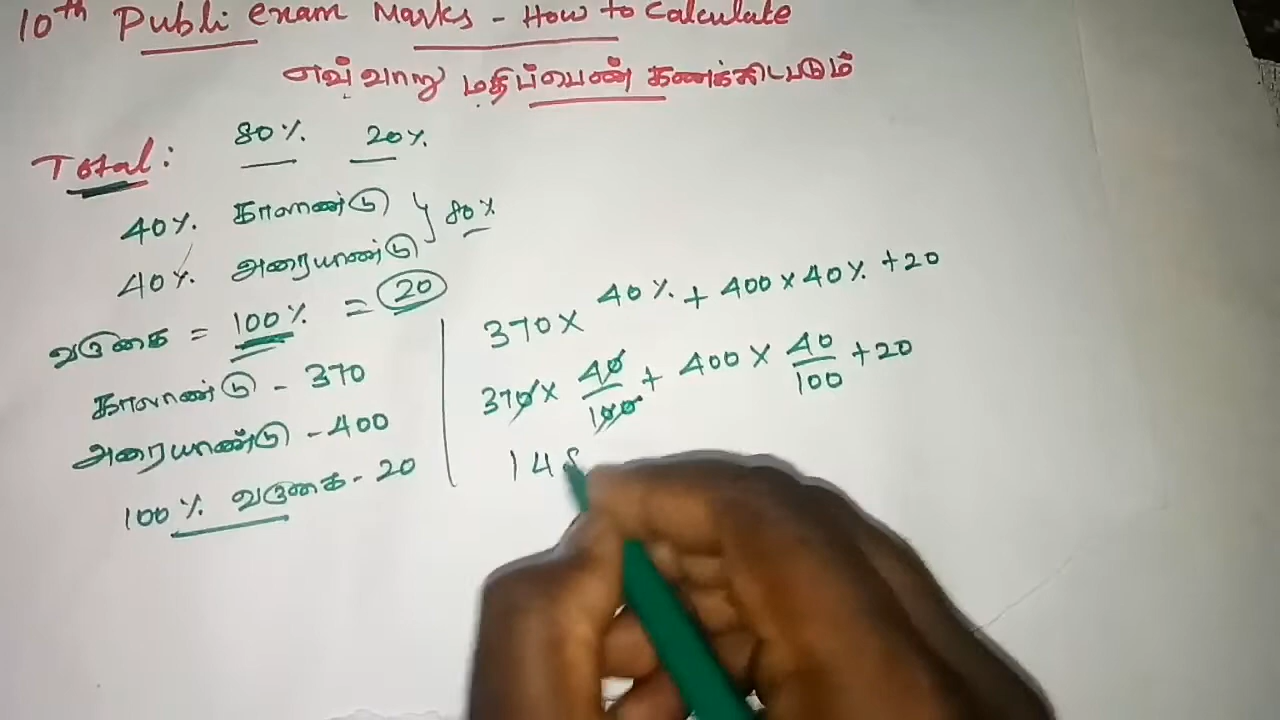 10th Publi exam Marks - How to Calculate
எவ்வாறு மதிப்பெண் கணக்கிடபடும்
Total: 80% 20%
40% காலாண்டு } 80%
40% அரையாண்டு
வருகை = 100% = 20
காலாண்டு - 370
அரையாண்டு - 400
100% வருகை - 20
370 × 40% + 400 × 40% + 20
370 × 40/100 + 400 × 40/100 + 20
148